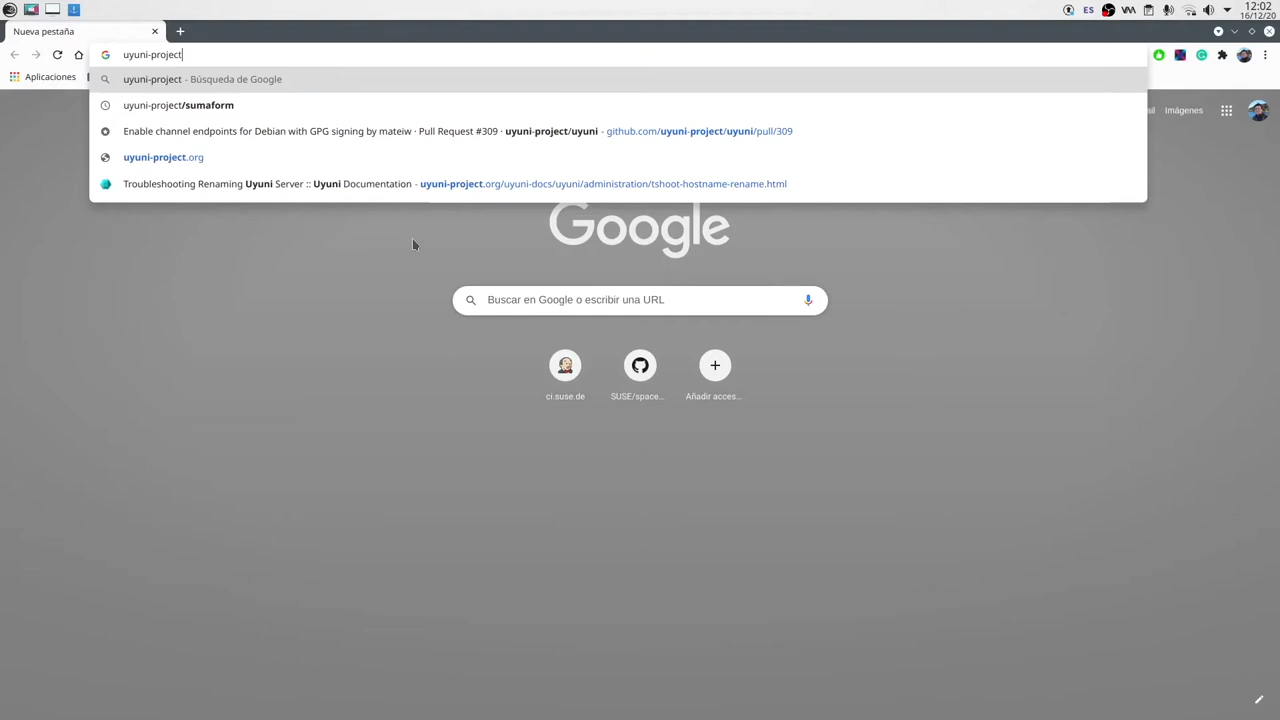 ES
12:02
16/12/20
Nueva pestaña
uyuni-project
Aplicaciones
uyuni-project - Búsqueda de Google
uyuni-project/sumaform
Enable channel endpoints for Debian with GPG signing by mateiw · Pull Request #309 · uyuni-project/uyuni - github.com/uyuni-project/uyuni/pull/309
uyuni-project.org
Troubleshooting Renaming Uyuni Server :: Uyuni Documentation - uyuni-project.org/uyuni-docs/uyuni/administration/tshoot-hostname-rename.html
ail Imágenes
Google
Buscar en Google o escribir una URL
ci.suse.de SUSE/space... Añadir acces...